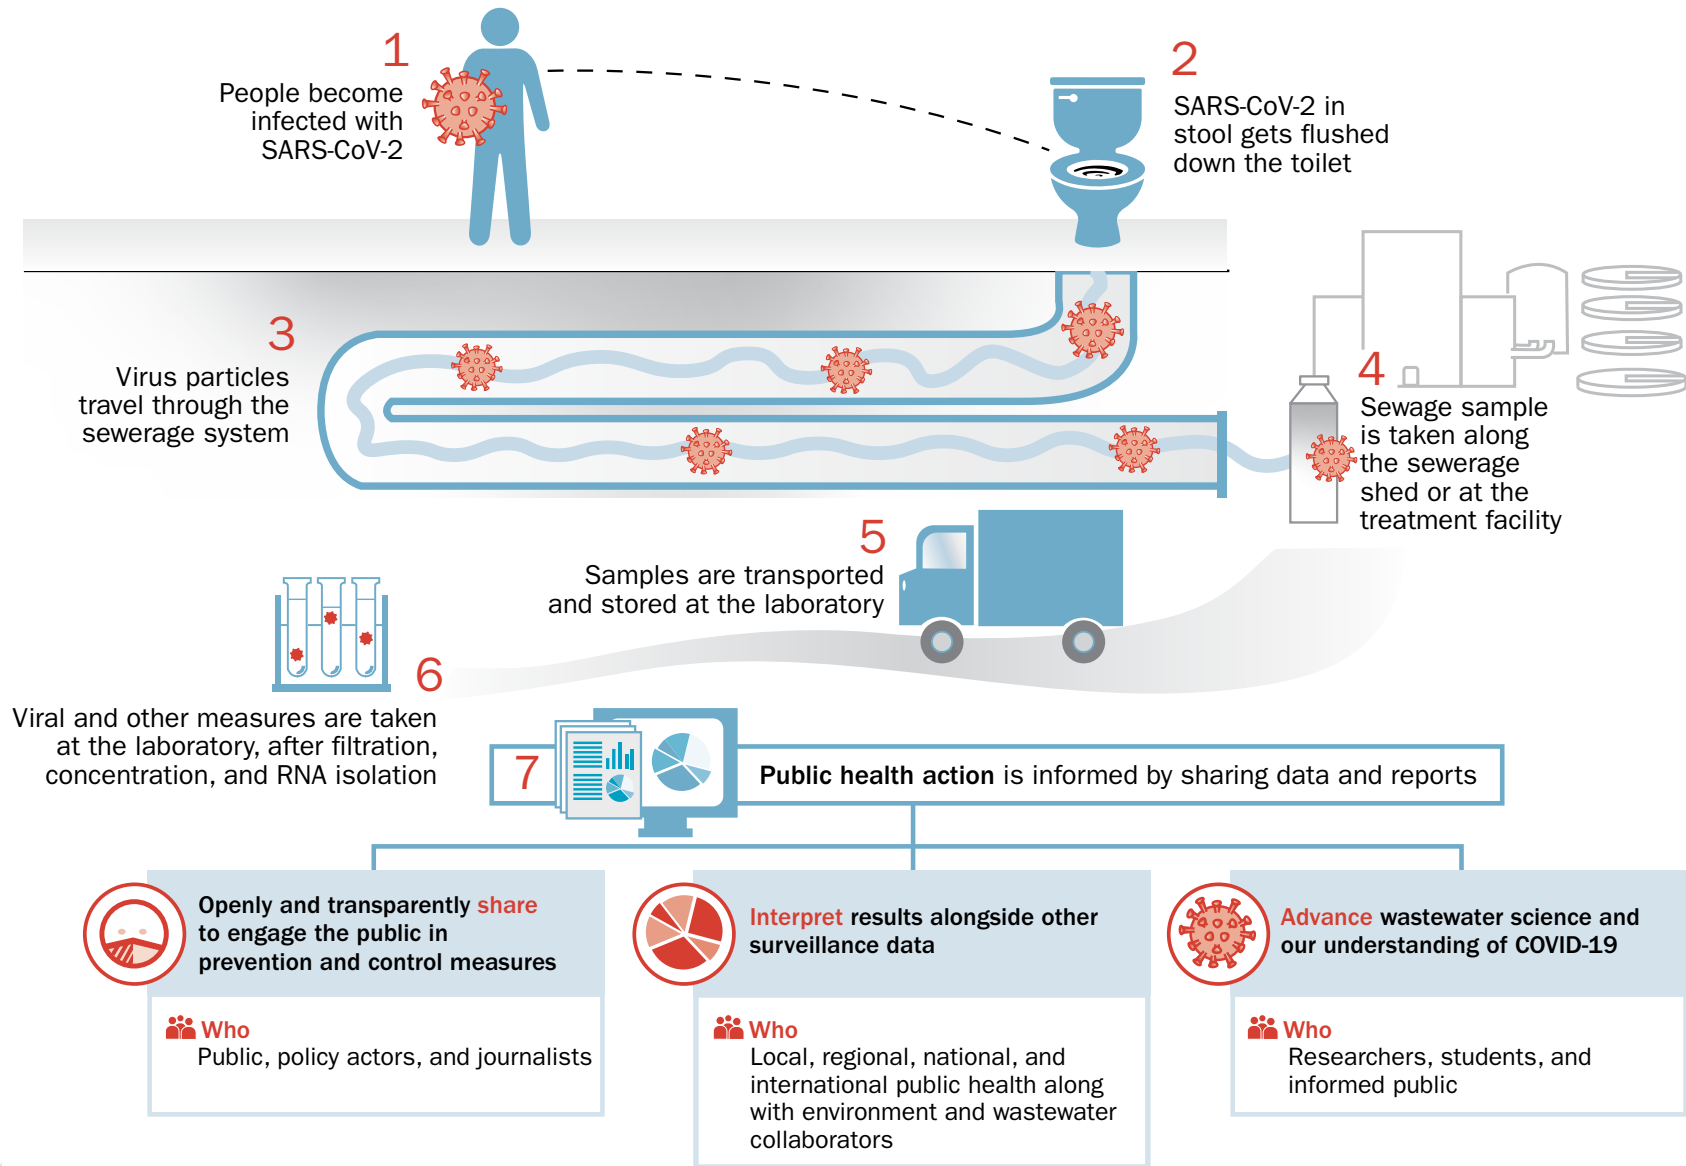 1
People become
infected with
SARS-CoV-2
2
SARS-CoV-2 in
stool gets flushed
down the toilet
3
Virus particles
travel through the
sewerage system
4
Sewage sample
is taken along
the sewerage
shed or at the
treatment facility
5
Samples are transported
and stored at the laboratory
6
Viral and other measures are taken
at the laboratory, after filtration,
concentration, and RNA isolation
7
Public health action is informed by sharing data and reports
Openly and transparently share
to engage the public in
prevention and control measures
Who
Public, policy actors, and journalists
Interpret results alongside other
surveillance data
Who
Local, regional, national, and
international public health along
with environment and wastewater
collaborators
Advance wastewater science and
our understanding of COVID-19
Who
Researchers, students, and
informed public